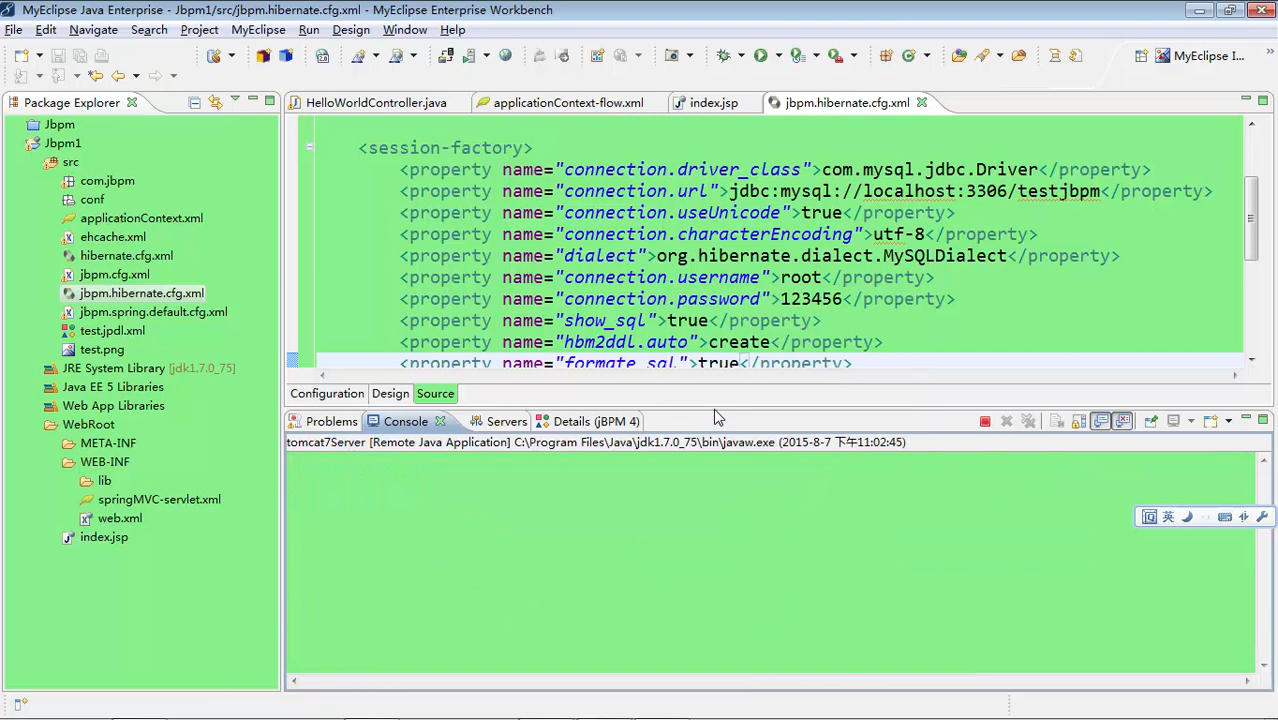 MyEclipse Java Enterprise - Jbpm1/src/jbpm.hibernate.cfg.xml - MyEclipse Enterprise Workbench
File Edit Navigate Search Project MyEclipse Run Design Window Help
MyEclipse I...
Package Explorer
HelloWorldController.java applicationContext-flow.xml index.jsp jbpm.hibernate.cfg.xml
Jbpm
Jbpm1
src
com.jbpm
conf
applicationContext.xml
ehcache.xml
hibernate.cfg.xml
jbpm.cfg.xml
jbpm.hibernate.cfg.xml
jbpm.spring.default.cfg.xml
test.jpdl.xml
test.png
JRE System Library [jdk1.7.0_75]
Java EE 5 Libraries
Web App Libraries
WebRoot
META-INF
WEB-INF
lib
springMVC-servlet.xml
web.xml
index.jsp
<session-factory>
<property name="connection.driver_class">com.mysql.jdbc.Driver</property>
<property name="connection.url">jdbc:mysql://localhost:3306/testjbpm</property>
<property name="connection.useUnicode">true</property>
<property name="connection.characterEncoding">utf-8</property>
<property name="dialect">org.hibernate.dialect.MySQLDialect</property>
<property name="connection.username">root</property>
<property name="connection.password">123456</property>
<property name="show_sql">true</property>
<property name="hbm2ddl.auto">create</property>
<property name="formate_sql">true</property>
Configuration Design Source
Problems Console Servers Details (jBPM 4)
tomcat7Server [Remote Java Application] C:\Program Files\Java\jdk1.7.0_75\bin\javaw.exe (2015-8-7 下午11:02:45)
英